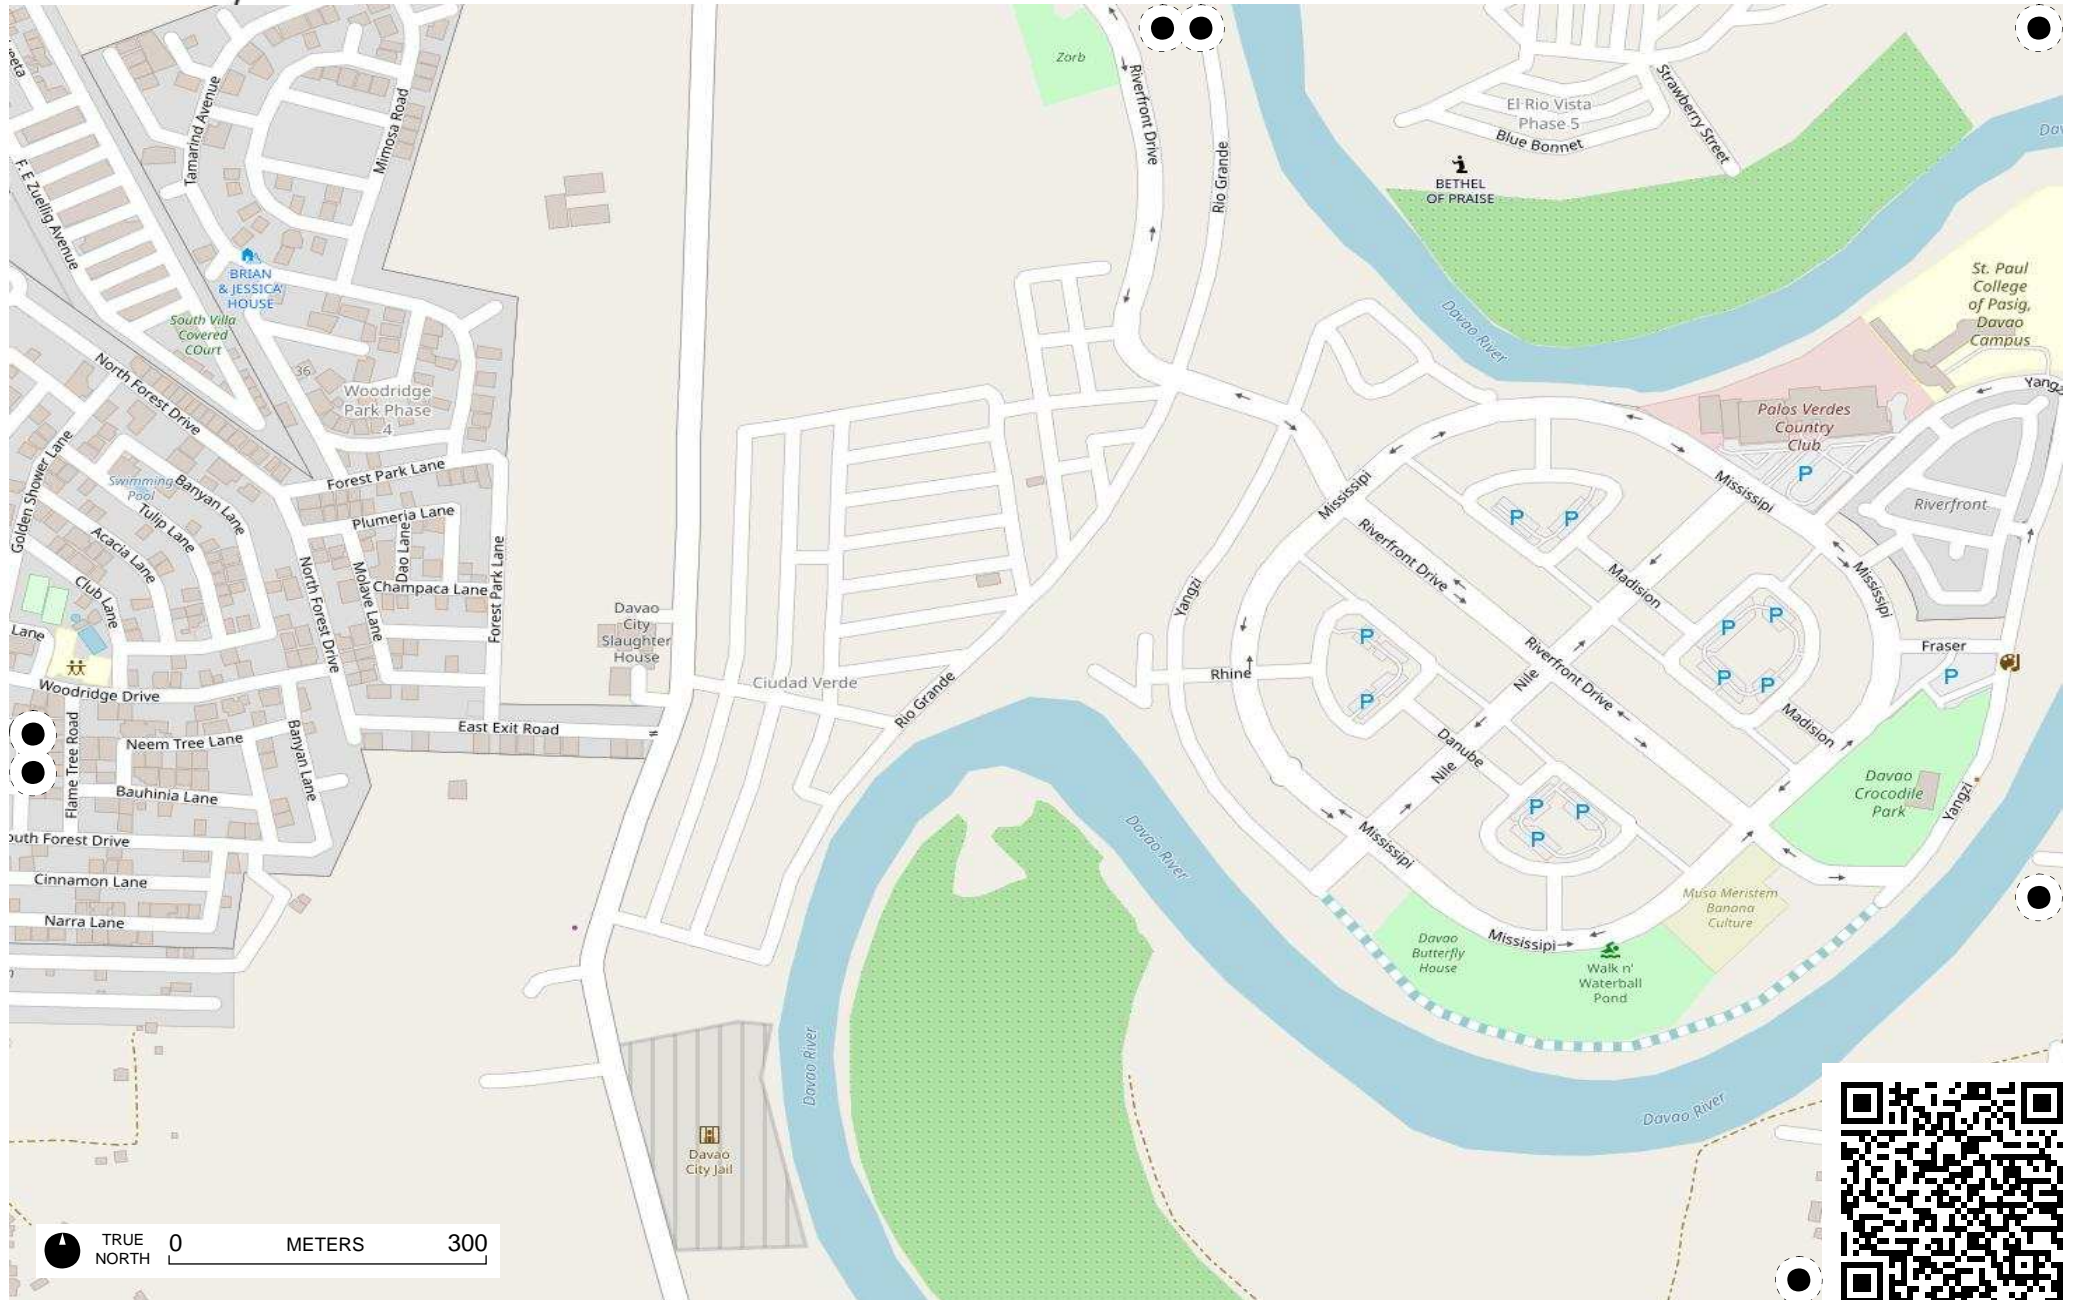 Zorb
Riverfront Drive
Rio Grande
Strawberry Street
El Rio Vista
Phase 5
Blue Bonnet
BETHEL
OF PRAISE
Tamarind Avenue
Mimosa Road
F. E Zuellig Avenue
BRIAN
& JESSICA'
HOUSE
South Villa
Covered
COurt
36
Woodridge
Park Phase
4
North Forest Drive
Forest Park Lane
Golden Shower Lane
Swimming
Pool
Banyan Lane
Tulip Lane
Acacia Lane
Club Lane
Lane
Plumeria Lane
Dao Lane
Molave Lane
Champaca Lane
Forest Park Lane
North Forest Drive
Woodridge Drive
Flame Tree Road
Neem Tree Lane
Banyan Lane
Bauhinia Lane
East Exit Road
outh Forest Drive
Cinnamon Lane
Narra Lane
Davao
City
Slaughter
House
Ciudad Verde
Rio Grande
Davao River
St. Paul
College
of Pasig,
Davao
Campus
Palos Verdes
Country
Club
P
Riverfront
Mississipi
Mississipi
Mississipi
Riverfront Drive
P
P
Madision
Yangzi
P
P
P
P
P
P
Rhine
Riverfront Drive
Nile
Fraser
P
Madision
Danube
Nile
P
P
P
Davao
Crocodile
Park
Yangzi
Davao River
Mississipi
Mississipi
Musa Meristem
Banana
Culture
Davao
Butterfly
House
Walk n'
Waterball
Pond
Davao River
Davao River
Davao
City Jail
TRUE
NORTH
0 METERS 300